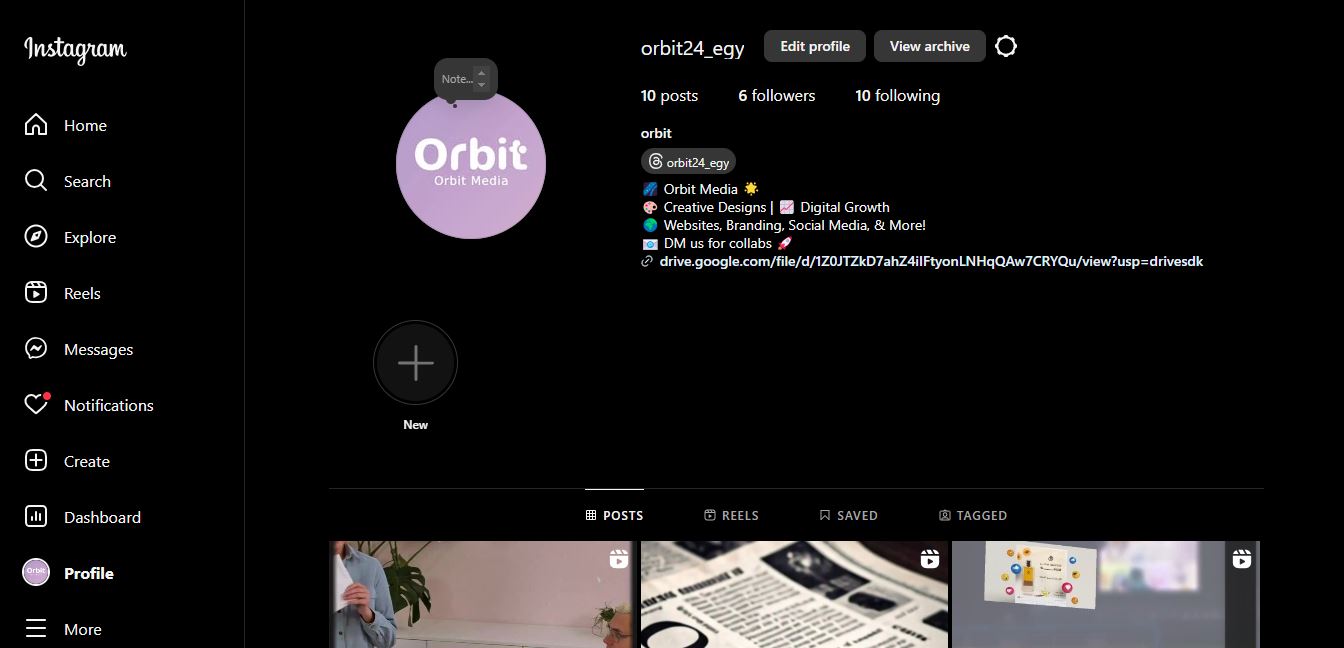 Instagram
Home
Search
Explore
Reels
Messages
Notifications
Create
Dashboard
Orbit
Profile
More
Note...
Orbit
Orbit Media
orbit24_egy
Edit profile
View archive
10 posts
6 followers
10 following
orbit
orbit24_egy
🌌 Orbit Media 🌟
🎨 Creative Designs | 📈 Digital Growth
🌍 Websites, Branding, Social Media, & More!
📧 DM us for collabs 🚀
drive.google.com/file/d/1Z0JTZkD7ahZ4iIFtyonLNHqQAw7CRYQu/view?usp=drivesdk
New
POSTS
REELS
SAVED
TAGGED